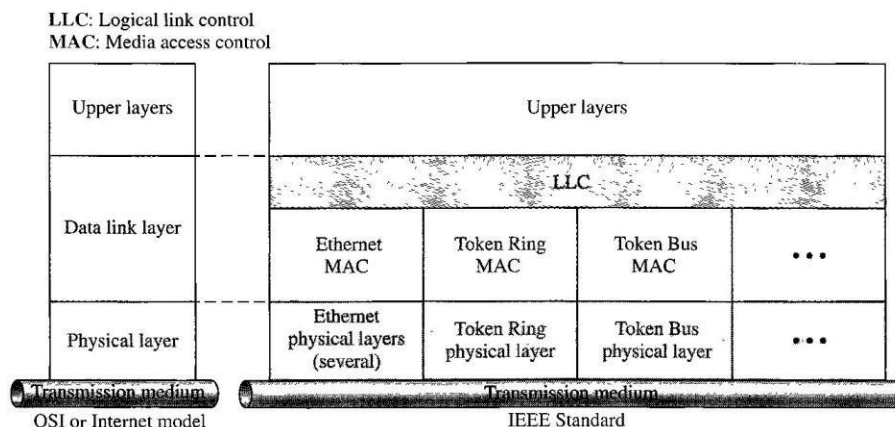 LLC: Logical link control
MAC: Media access control
Upper layers
Upper layers
LLC
Data link layer
Ethernet
MAC
Token Ring
MAC
Token Bus
MAC
• • •
Physical layer
Ethernet
physical layers
(several)
Token Ring
physical layer
Token Bus
physical layer
• • •
Transmission medium
Transmission medium
OSI or Internet model
IEEE Standard